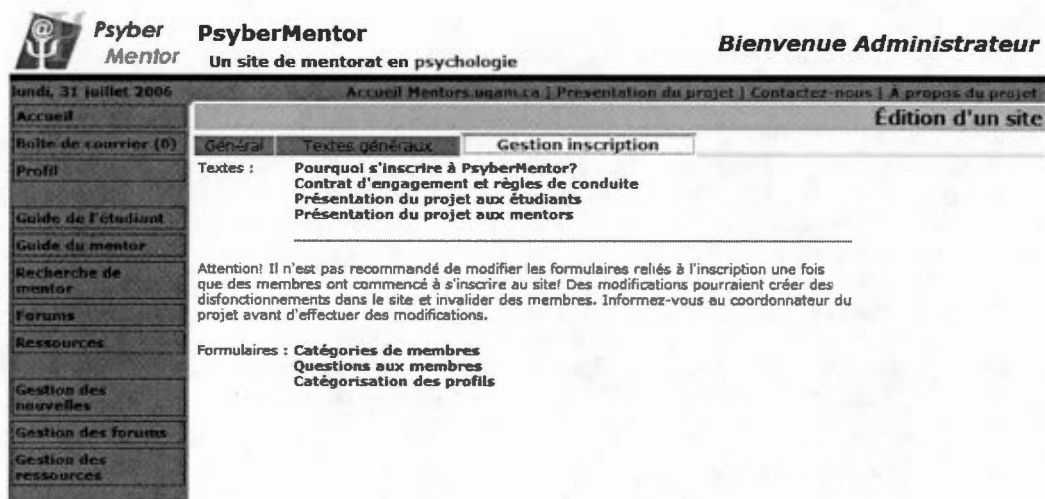 Psyber
Mentor
PsyberMentor
Un site de mentorat en psychologie
Bienvenue Administrateur
lundi, 31 juillet 2006
Accueil Mentors.uqam.ca | Présentation du projet | Contactez-nous | À propos du projet
Édition d'un site
Accueil
Boîte de courrier (0)
Profil
Guide de l'étudiant
Guide du mentor
Recherche de
mentor
Forums
Ressources
Gestion des
nouvelles
Gestion des forums
Gestion des
ressources
Général
Textes généraux
Gestion inscription
Textes :
Pourquoi s'inscrire à PsyberMentor?
Contrat d'engagement et règles de conduite
Présentation du projet aux étudiants
Présentation du projet aux mentors
Attention! Il n'est pas recommandé de modifier les formulaires reliés à l'inscription une fois
que des membres ont commencé à s'inscrire au site! Des modifications pourraient créer des
disfonctionnements dans le site et invalider des membres. Informez-vous au coordonnateur du
projet avant d'effectuer des modifications.
Formulaires : Catégories de membres
Questions aux membres
Catégorisation des profils